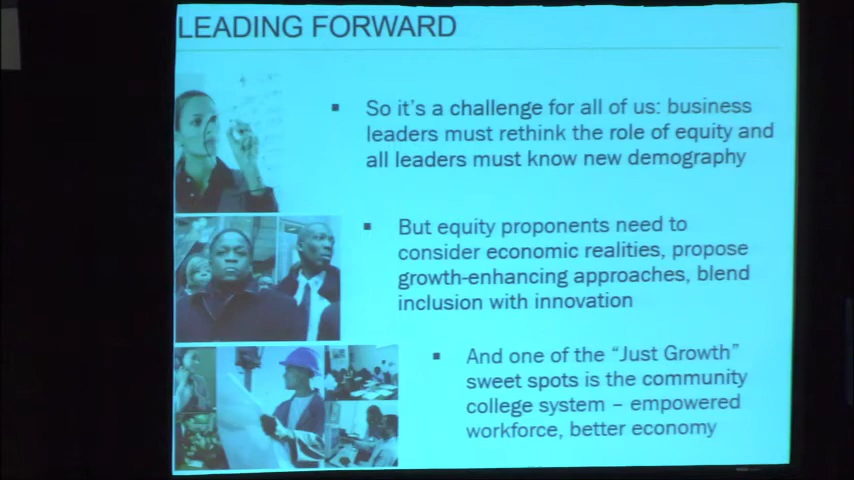 LEADING FORWARD
▪ So it's a challenge for all of us: business
leaders must rethink the role of equity and
all leaders must know new demography
▪ But equity proponents need to
consider economic realities, propose
growth-enhancing approaches, blend
inclusion with innovation
▪ And one of the “Just Growth”
sweet spots is the community
college system – empowered
workforce, better economy